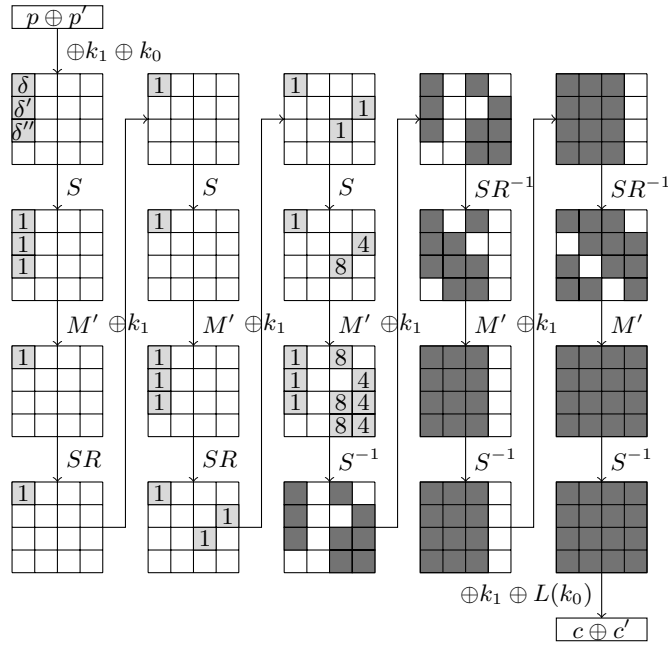 p ⊕ p′
⊕k₁ ⊕ k₀
δ 1 1
δ′ 1
δ″ 1
S S S SR⁻¹ SR⁻¹
1 1 1
1 4
1 8
M′ ⊕k₁ M′ ⊕k₁ M′ ⊕k₁ M′ ⊕k₁ M′
1 1 1 8
1 1 4
1 1 8 4
8 4
SR SR S⁻¹ S⁻¹ S⁻¹
1 1
1
1
⊕k₁ ⊕ L(k₀)
c ⊕ c′